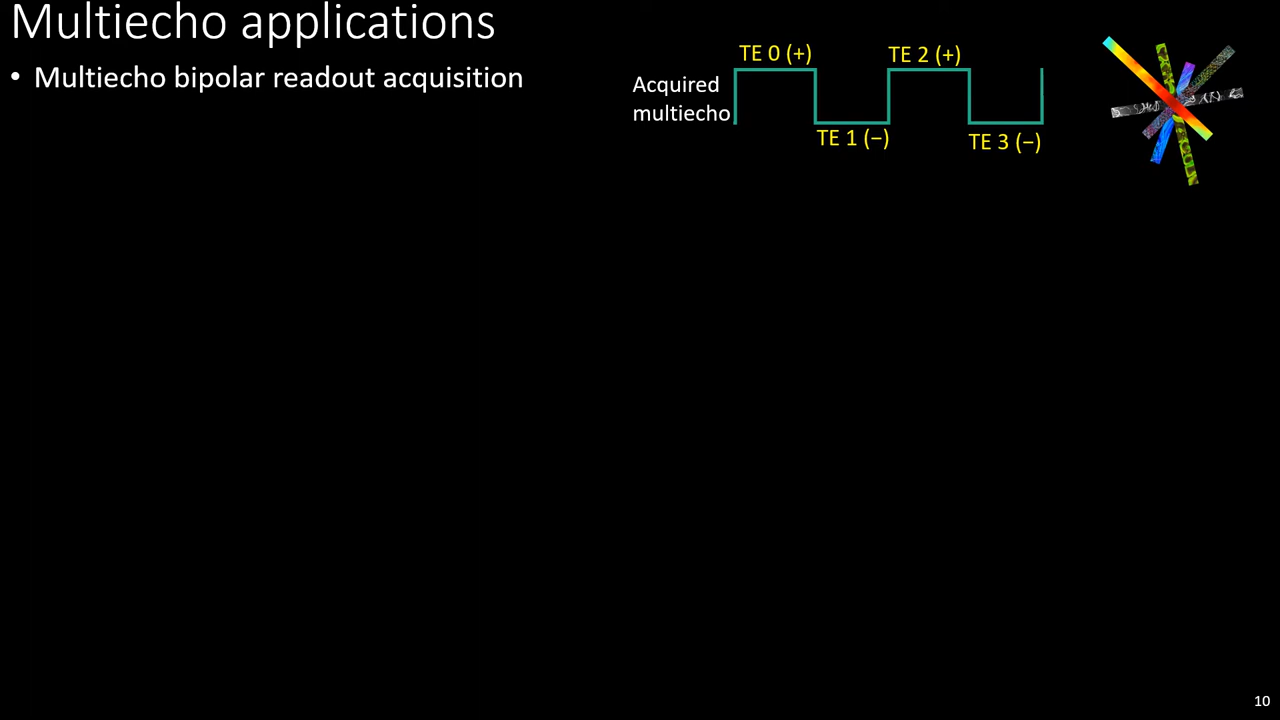 Multiecho applications
• Multiecho bipolar readout acquisition
Acquired
multiecho
TE 0 (+)
TE 1 (−)
TE 2 (+)
TE 3 (−)
10